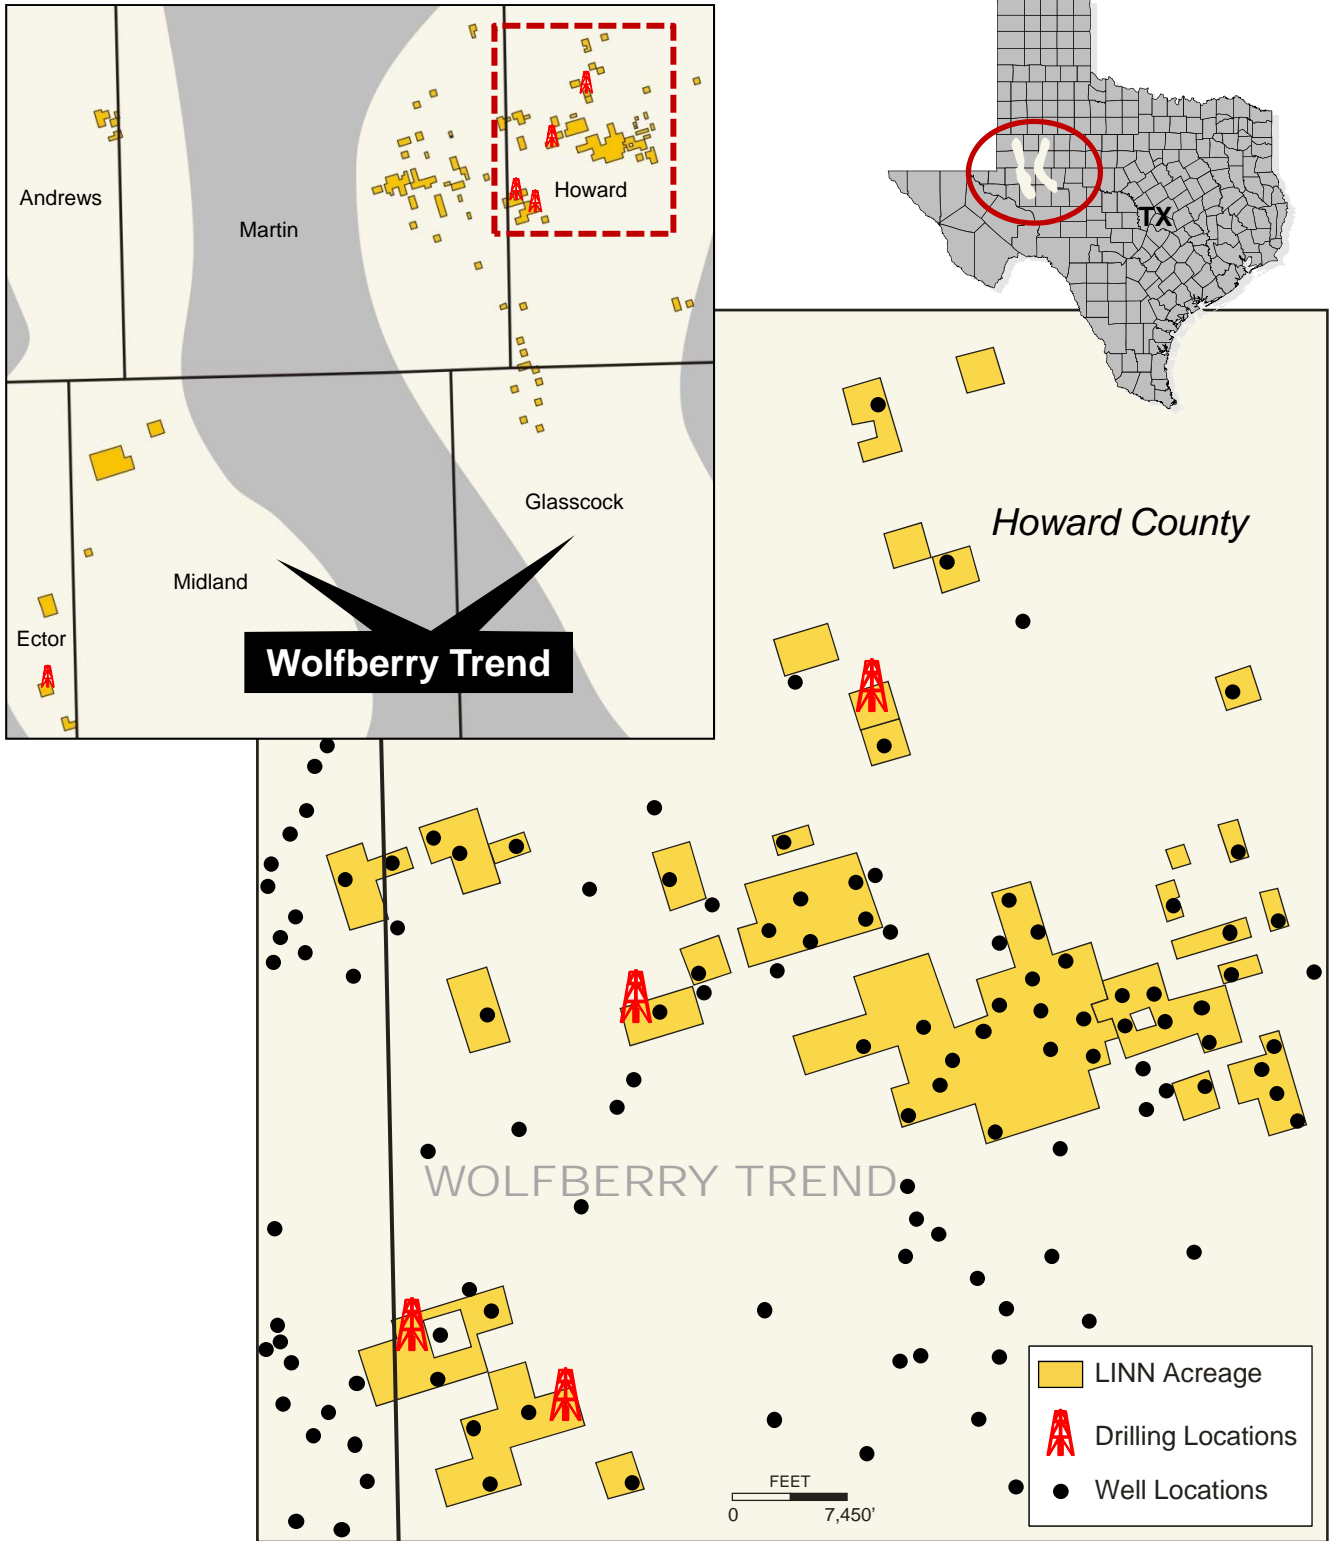 TX
Andrews
Martin
Howard
Glasscock
Midland
Ector
Wolfberry Trend
Howard County
WOLFBERRY TREND
FEET
0 7,450'
LINN Acreage
Drilling Locations
Well Locations